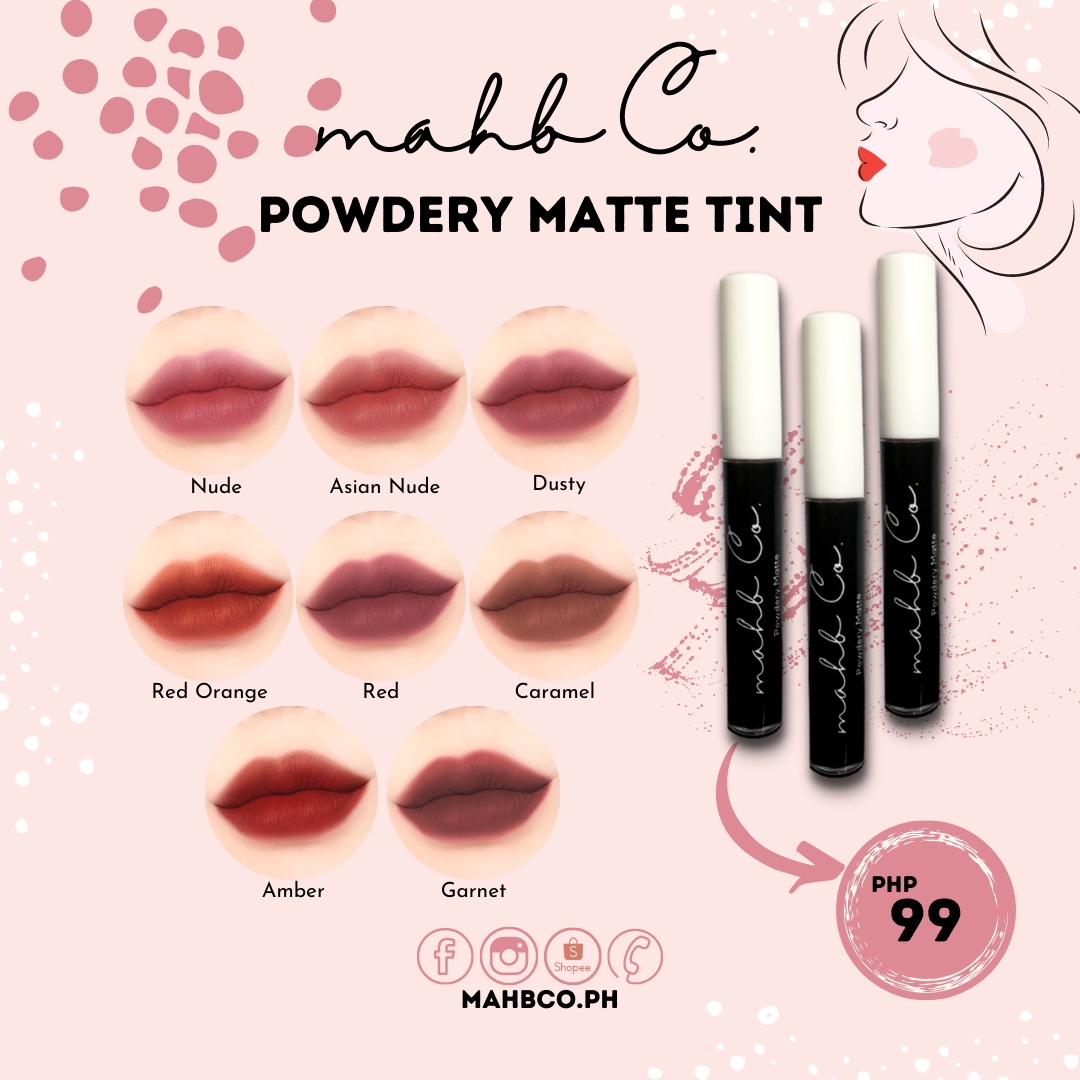 mahb Co.
POWDERY MATTE TINT
Nude
Asian Nude
Dusty
Red Orange
Red
Caramel
Amber
Garnet
mahb Co.
Powdery Matte
mahb Co.
Powdery Matte
mahb Co.
Powdery Matte
PHP
99
S
Shopee
MAHBCO.PH